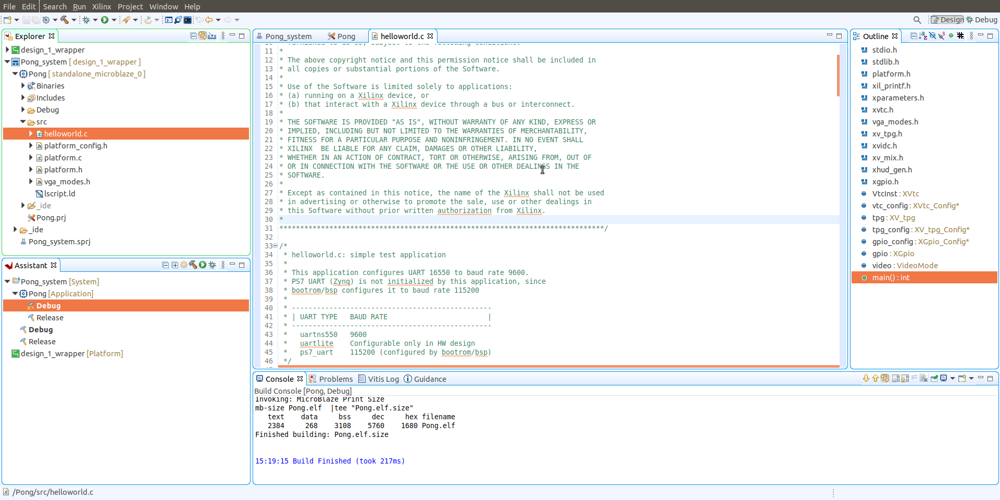 File Edit Search Run Xilinx Project Window Help
Design Debug
Explorer
design_1_wrapper
Pong_system [ design_1_wrapper ]
Pong [ standalone_microblaze_0 ]
Binaries
Includes
Debug
src
helloworld.c
platform_config.h
platform.c
platform.h
vga_modes.h
lscript.ld
_ide
Pong.prj
_ide
Pong_system.sprj
Assistant
Pong_system [System]
Pong [Application]
Debug
Release
Debug
Release
design_1_wrapper [Platform]
Pong_system Pong helloworld.c
11 *
12 * The above copyright notice and this permission notice shall be included in
13 * all copies or substantial portions of the Software.
14 *
15 * Use of the Software is limited solely to applications:
16 * (a) running on a Xilinx device, or
17 * (b) that interact with a Xilinx device through a bus or interconnect.
18 *
19 * THE SOFTWARE IS PROVIDED "AS IS", WITHOUT WARRANTY OF ANY KIND, EXPRESS OR
20 * IMPLIED, INCLUDING BUT NOT LIMITED TO THE WARRANTIES OF MERCHANTABILITY,
21 * FITNESS FOR A PARTICULAR PURPOSE AND NONINFRINGEMENT. IN NO EVENT SHALL
22 * XILINX  BE LIABLE FOR ANY CLAIM, DAMAGES OR OTHER LIABILITY,
23 * WHETHER IN AN ACTION OF CONTRACT, TORT OR OTHERWISE, ARISING FROM, OUT OF
24 * OR IN CONNECTION WITH THE SOFTWARE OR THE USE OR OTHER DEALINGS IN THE
25 * SOFTWARE.
26 *
27 * Except as contained in this notice, the name of the Xilinx shall not be used
28 * in advertising or otherwise to promote the sale, use or other dealings in
29 * this Software without prior written authorization from Xilinx.
30 *
31 ******************************************************************************/
32
33 /*
34  * helloworld.c: simple test application
35  *
36  * This application configures UART 16550 to baud rate 9600.
37  * PS7 UART (Zynq) is not initialized by this application, since
38  * bootrom/bsp configures it to baud rate 115200
39  *
40  * ------------------------------------------------
41  * | UART TYPE   BAUD RATE                        |
42  * ------------------------------------------------
43  *   uartns550   9600
44  *   uartlite    Configurable only in HW design
45  *   ps7_uart    115200 (configured by bootrom/bsp)
46  */
Outline
stdio.h
stdlib.h
platform.h
xil_printf.h
xparameters.h
xvtc.h
vga_modes.h
xv_tpg.h
xvidc.h
xv_mix.h
xhud_gen.h
xgpio.h
VtcInst : XVtc
vtc_config : XVtc_Config*
tpg : XV_tpg
tpg_config : XV_tpg_Config*
gpio_config : XGpio_Config*
gpio : XGpio
video : VideoMode
main() : int
Console Problems Vitis Log Guidance
Build Console [Pong, Debug]
Invoking: MicroBlaze Print Size
mb-size Pong.elf  |tee "Pong.elf.size"
text    data     bss     dec     hex filename
2384     268    3108    5760    1680 Pong.elf
Finished building: Pong.elf.size
15:19:15 Build Finished (took 217ms)
/Pong/src/helloworld.c